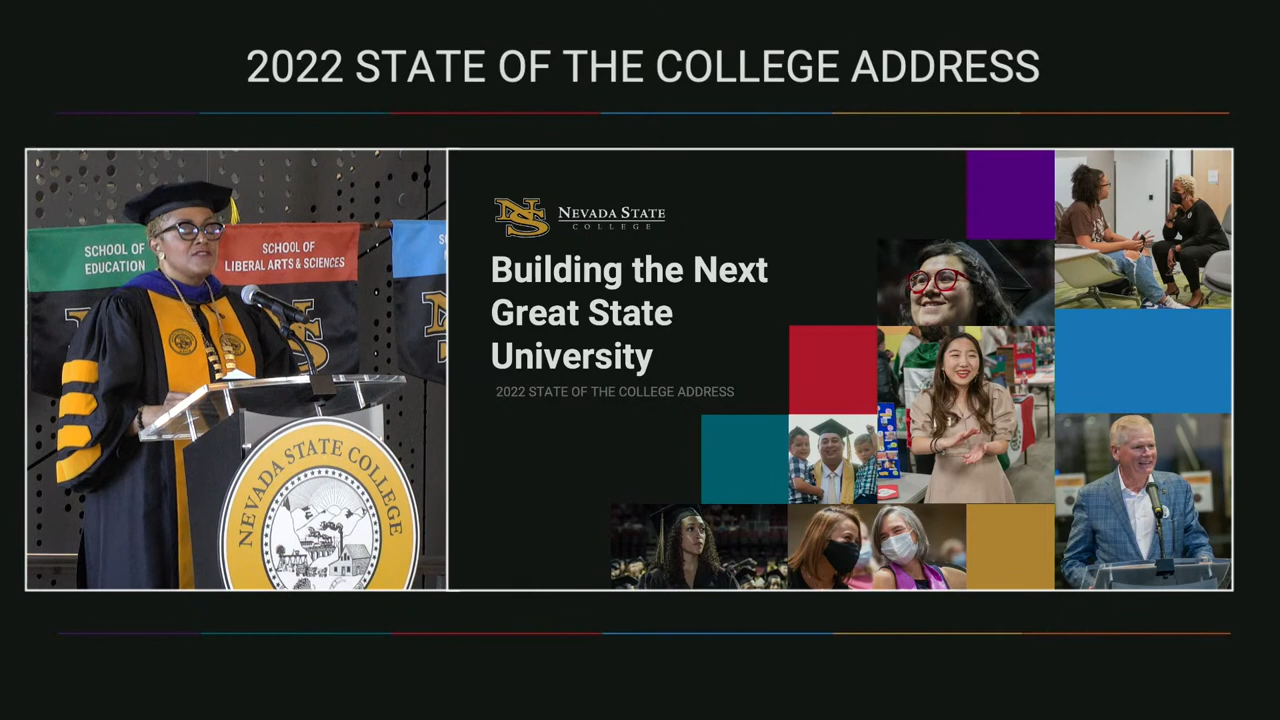 2022 STATE OF THE COLLEGE ADDRESS
SCHOOL OF
EDUCATION
SCHOOL OF
LIBERAL ARTS & SCIENCES
NEVADA STATE COLLEGE
NS
NEVADA STATE
COLLEGE
Building the Next
Great State
University
2022 STATE OF THE COLLEGE ADDRESS